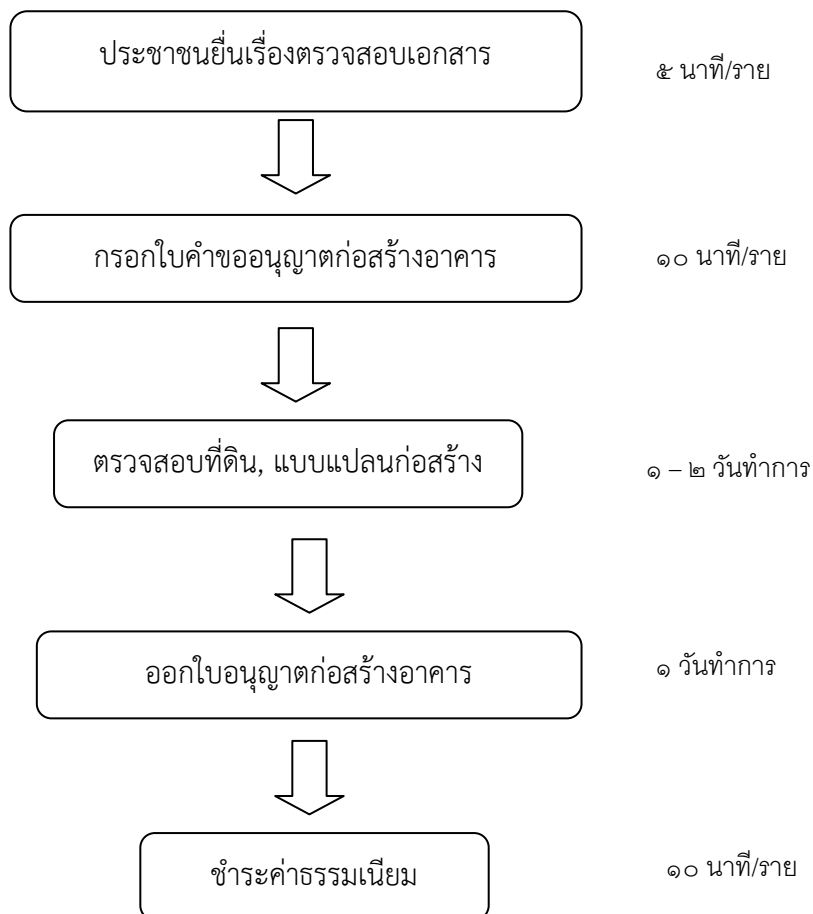 ประชาชนยื่นเรื่องตรวจสอบเอกสาร
๕ นาที/ราย
กรอกใบคำขออนุญาตก่อสร้างอาคาร
๑๐ นาที/ราย
ตรวจสอบที่ดิน, แบบแปลนก่อสร้าง
๑ – ๒ วันทำการ
ออกใบอนุญาตก่อสร้างอาคาร
๑ วันทำการ
ชำระค่าธรรมเนียม
๑๐ นาที/ราย